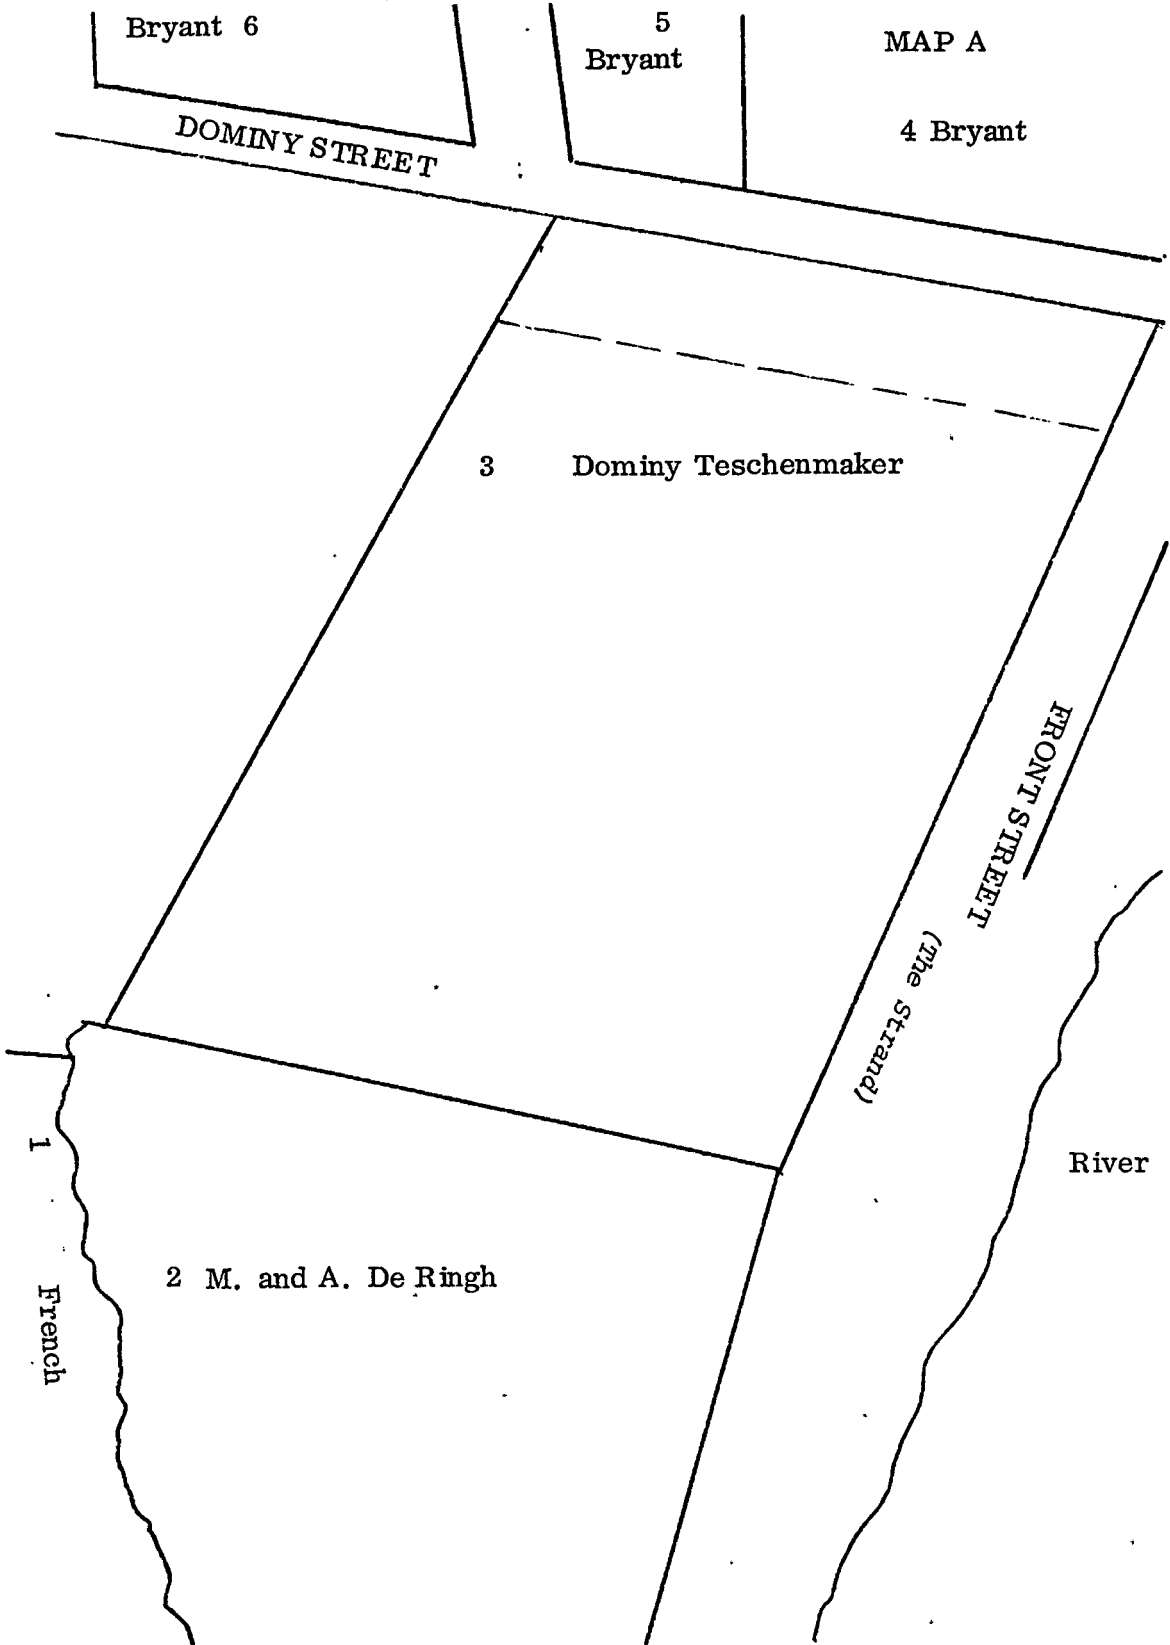 Bryant 6
5
Bryant
MAP A
4 Bryant
DOMINY STREET
3 Dominy Teschenmaker
FRONT STREET
(The Strand)
River
1
French
2 M. and A. De Ringh